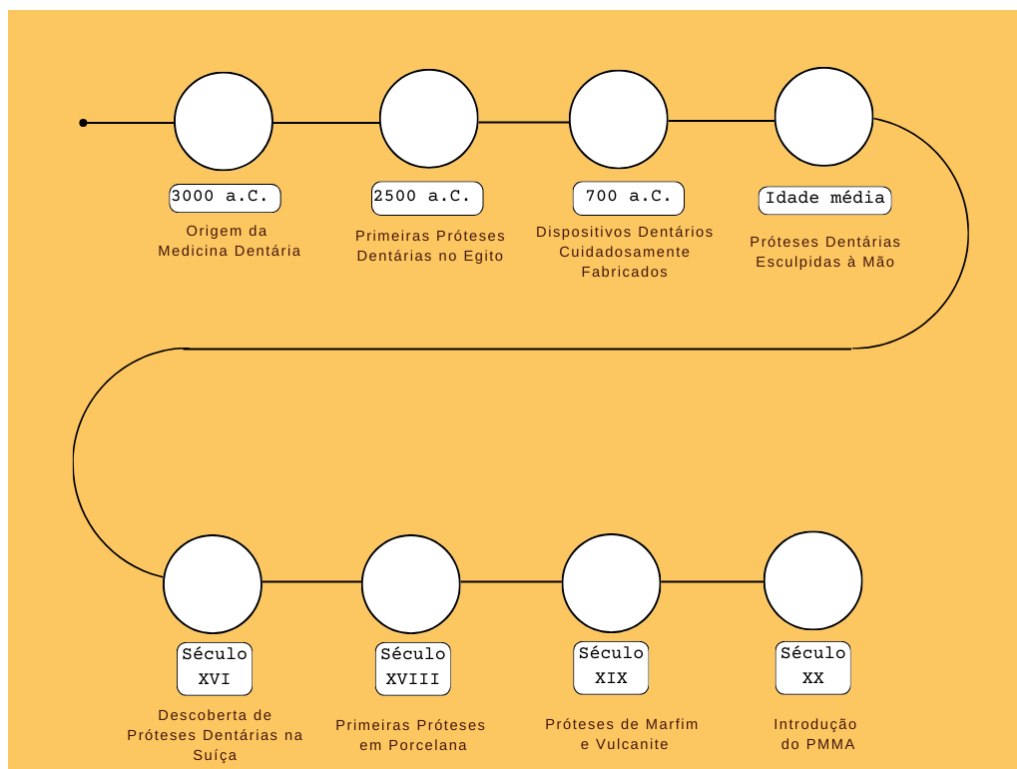 3000 a.C.
Origem da
Medicina Dentária
2500 a.C.
Primeiras Próteses
Dentárias no Egito
700 a.C.
Dispositivos Dentários
Cuidadosamente
Fabricados
Idade média
Próteses Dentárias
Esculpidas à Mão
Século
XVI
Descoberta de
Próteses Dentárias na
Suíça
Século
XVIII
Primeiras Próteses
em Porcelana
Século
XIX
Próteses de Marfim
e Vulcanite
Século
XX
Introdução
do PMMA